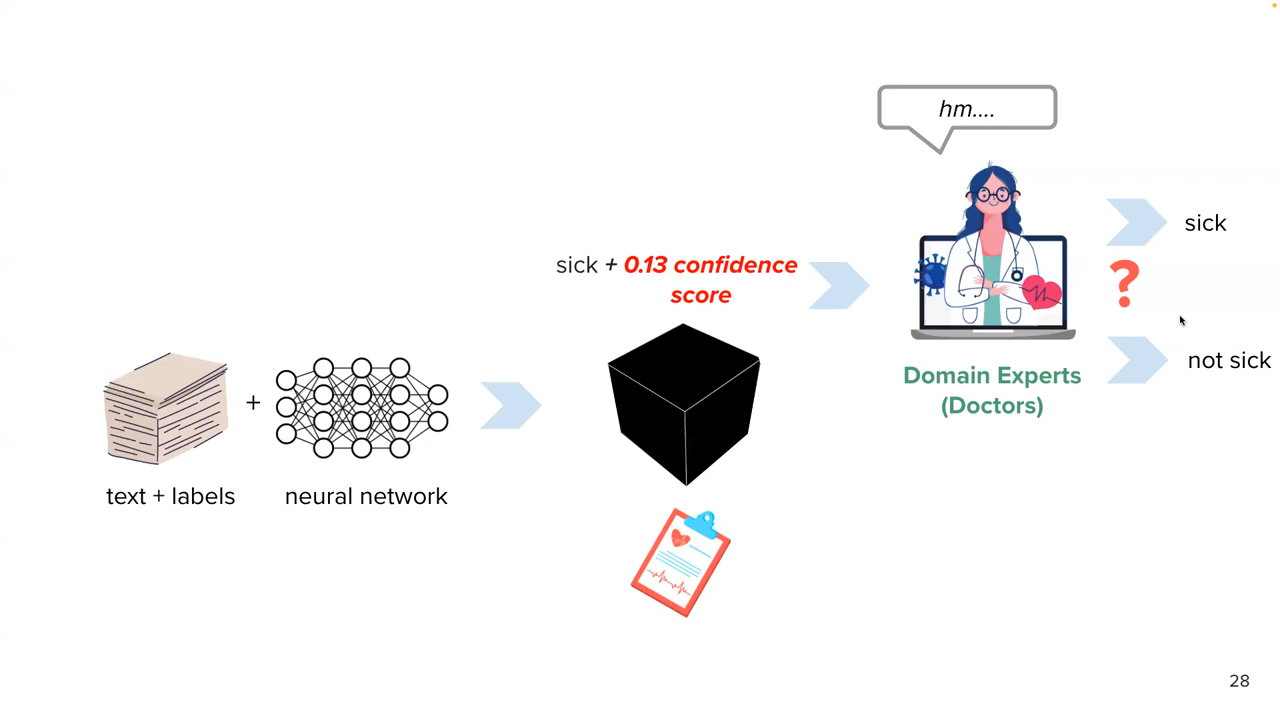 hm....
sick
sick + 0.13 confidence
score
?
Domain Experts
(Doctors)
not sick
+
text + labels
neural network
28